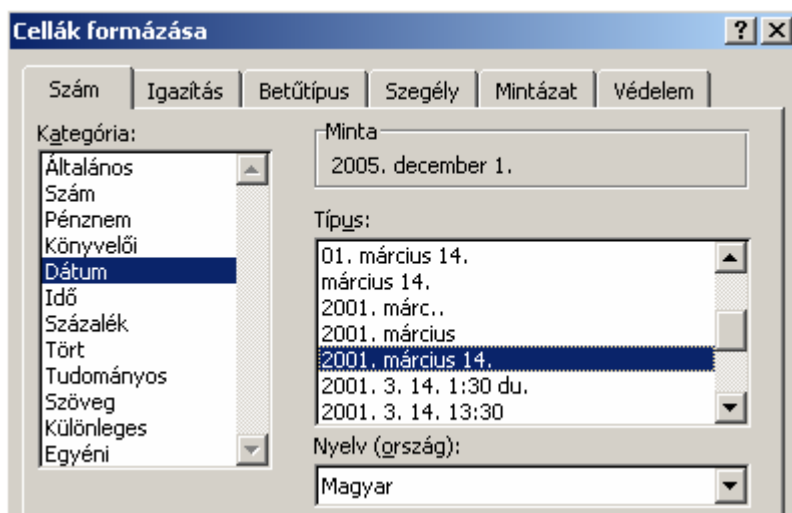 Cellák formázása
Szám Igazítás Betűtípus Szegély Mintázat Védelem
Kategória:
Általános
Szám
Pénznem
Könyvelői
Dátum
Idő
Százalék
Tört
Tudományos
Szöveg
Különleges
Egyéni
Minta
2005. december 1.
Típus:
01. március 14.
március 14.
2001. márc..
2001. március
2001. március 14.
2001. 3. 14. 1:30 du.
2001. 3. 14. 13:30
Nyelv (ország):
Magyar